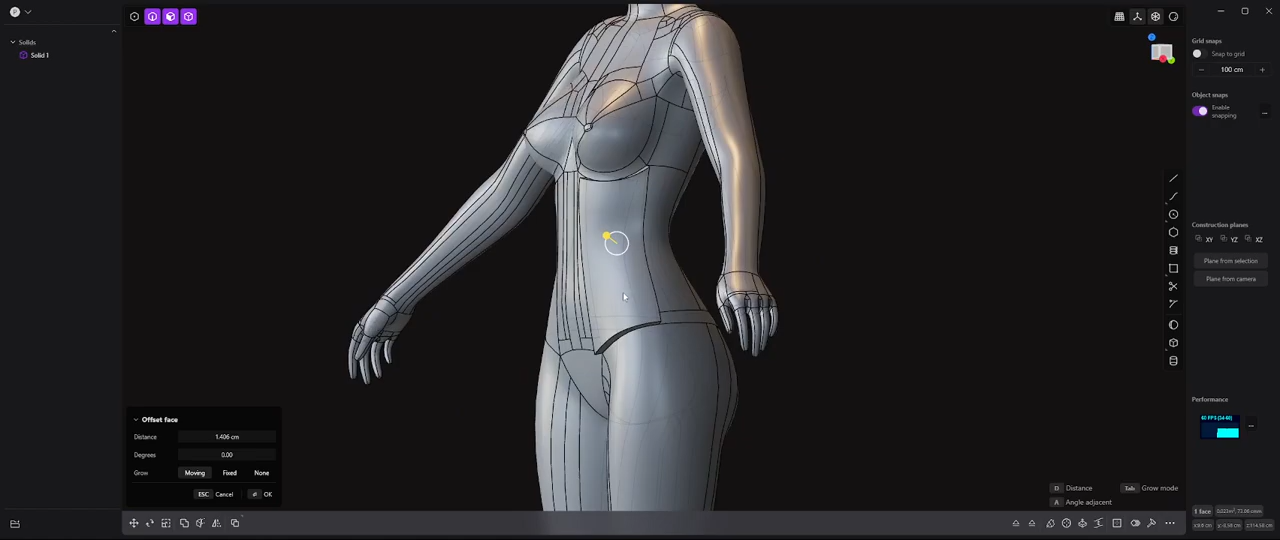 P
Solids
Solid 1
Grid snaps
Snap to grid
100 cm
Object snaps
Enable
snapping
Construction planes
XY YZ XZ
Plane from selection
Plane from camera
Performance
Offset face
Distance 1.406 cm
Degrees 0.00
Grow Moving Fixed None
ESC Cancel OK
D Distance Tab Grow mode
A Angle adjacent
1 face